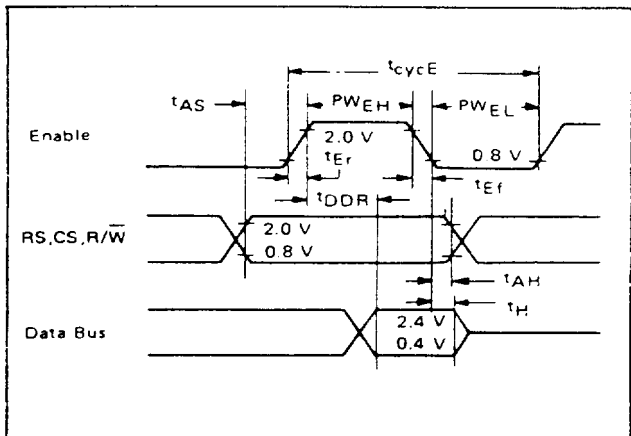 tcycE
tAS
PWEH
PWEL
Enable
2.0 V
0.8 V
tEr
tEf
tDDR
RS,CS,R/W̅
2.0 V
0.8 V
tAH
tH
Data Bus
2.4 V
0.4 V